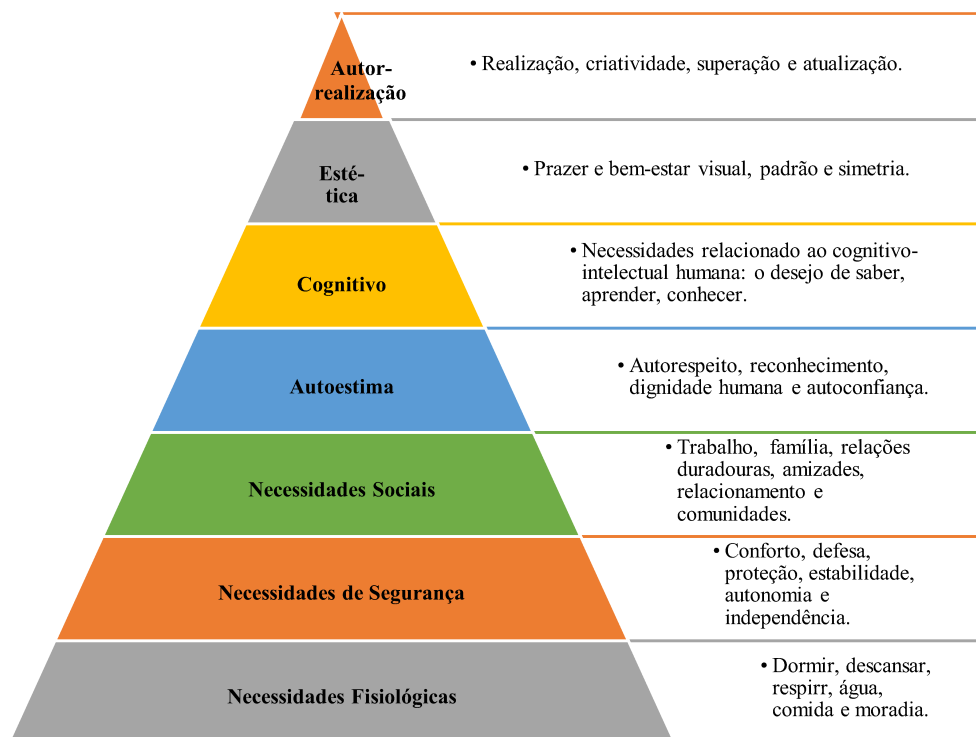 Autor-
realização
• Realização, criatividade, superação e atualização.
Esté-
tica
• Prazer e bem-estar visual, padrão e simetria.
Cognitivo
• Necessidades relacionado ao cognitivo-
intelectual humana: o desejo de saber,
aprender, conhecer.
Autoestima
• Autorespeito, reconhecimento,
dignidade humana e autoconfiança.
Necessidades Sociais
• Trabalho, família, relações
duradouras, amizades,
relacionamento e
comunidades.
Necessidades de Segurança
• Conforto, defesa,
proteção, estabilidade,
autonomia e
independência.
Necessidades Fisiológicas
• Dormir, descansar,
respirr, água,
comida e moradia.